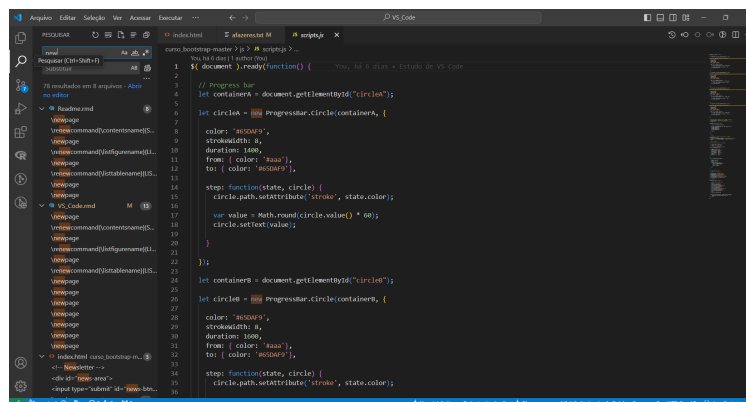 Arquivo Editar Seleção Ver Acessar Executar ...
VS_Code
PESQUISAR
new
Aa
Pesquisar (Ctrl+Shift+F)
Substituir
AB
78 resultados em 8 arquivos - Abrir
no editor
Readme.rmd 8
\newpage
\renewcommand{\contentsname}{S...
\newpage
\renewcommand{\listfigurename}{LI...
\newpage
\renewcommand{\listtablename}{LIS...
\newpage
\newpage
VS_Code.rmd M 13
\newpage
\renewcommand{\contentsname}{S...
\newpage
\renewcommand{\listfigurename}{LI...
\newpage
\renewcommand{\listtablename}{LIS...
\newpage
\newpage
\newpage
\newpage
\newpage
\newpage
\newpage
index.html curso_bootstrap-m... 3
<!-- Newsletter -->
<div id="news-area">
<input type="submit" id="news-btn...
index.html
afazeres.txt M
JS scripts.js
curso_bootstrap-master > js > JS scripts.js > ...
You, há 6 dias | 1 author (You)
1 $( document ).ready(function() { You, há 6 dias • Estudo de VS Code
2
3 // Progress bar
4 let containerA = document.getElementById("circleA");
5
6 let circleA = new ProgressBar.Circle(containerA, {
7
8 color: '#65DAF9',
9 strokeWidth: 8,
10 duration: 1400,
11 from: { color: '#aaa'},
12 to: { color: '#65DAF9'},
13
14 step: function(state, circle) {
15 circle.path.setAttribute('stroke', state.color);
16
17 var value = Math.round(circle.value() * 60);
18 circle.setText(value);
19
20 }
21
22 });
23
24 let containerB = document.getElementById("circleB");
25
26 let circleB = new ProgressBar.Circle(containerB, {
27
28 color: '#65DAF9',
29 strokeWidth: 8,
30 duration: 1600,
31 from: { color: '#aaa'},
32 to: { color: '#65DAF9'},
33
34 step: function(state, circle) {
35 circle.path.setAttribute('stroke', state.color);
36